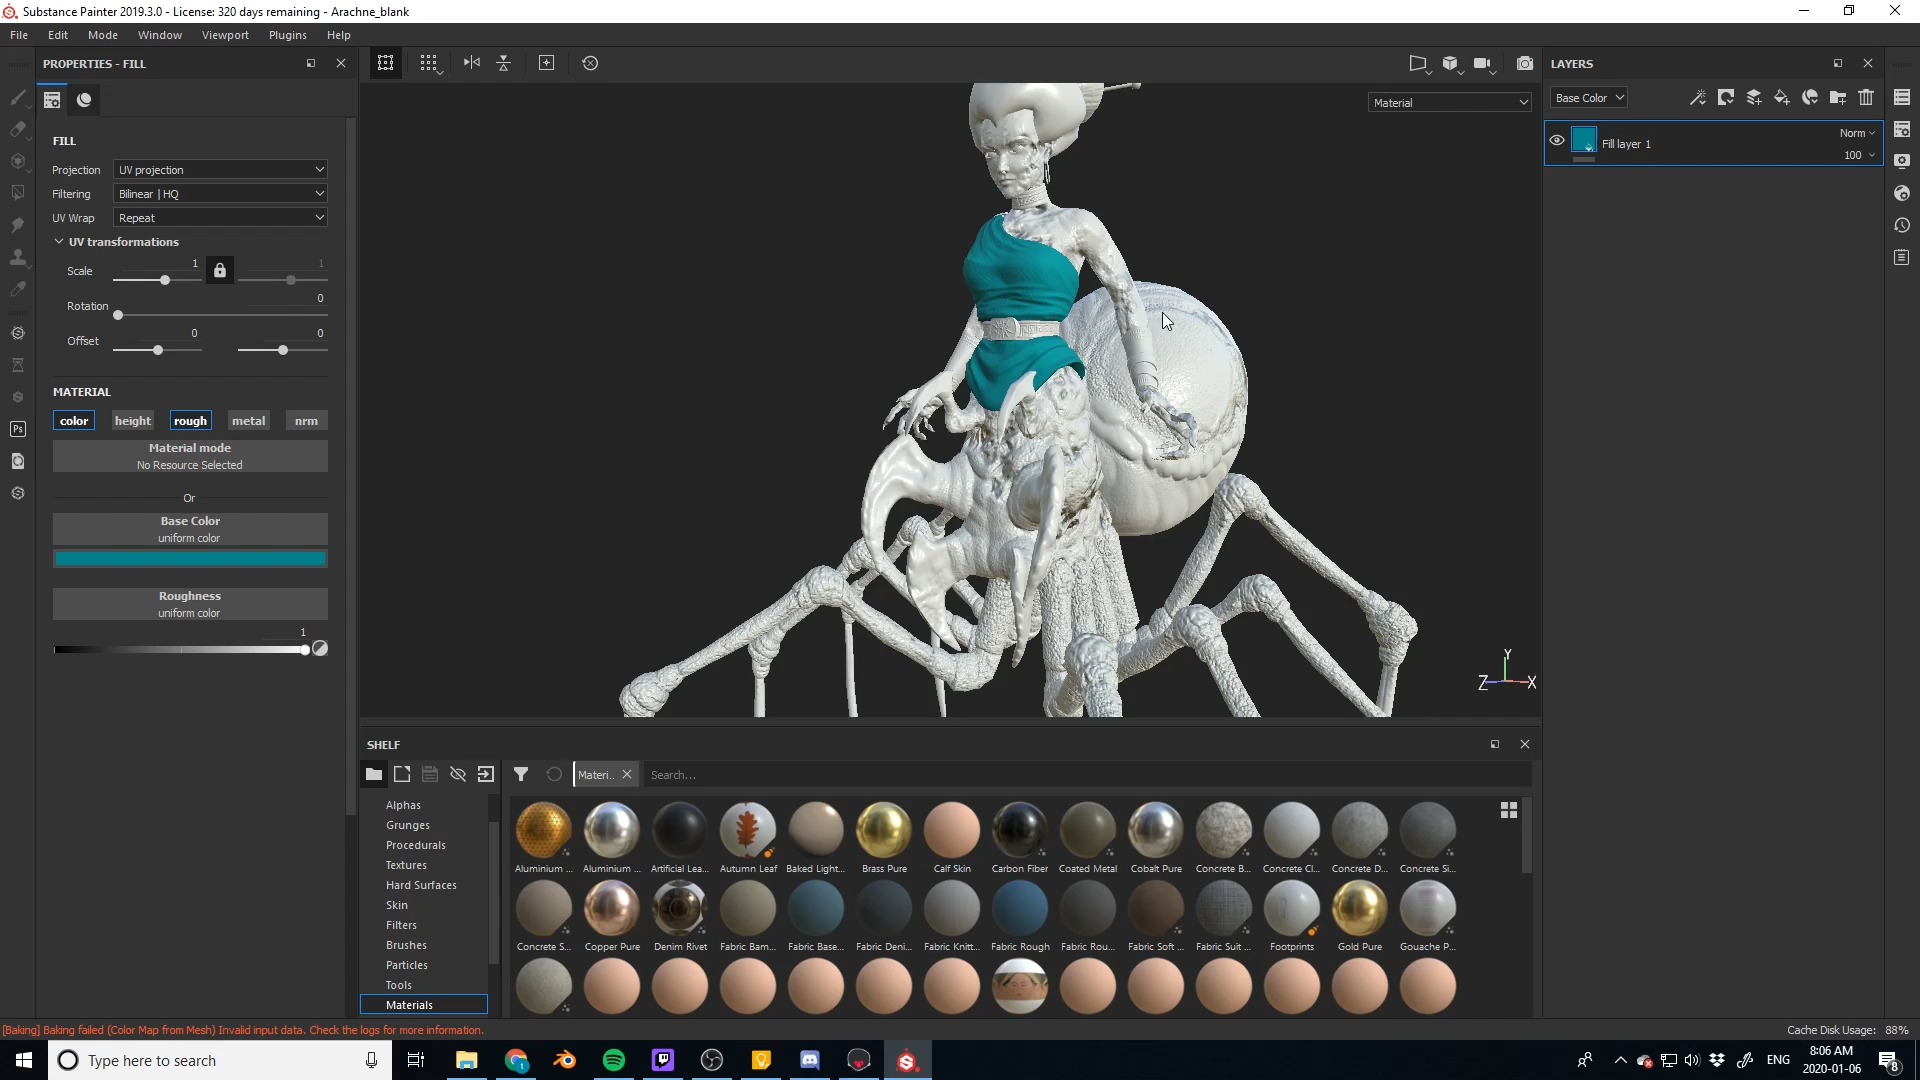 Substance Painter 2019.3.0 - License: 320 days remaining - Arachne_blank
File Edit Mode Window Viewport Plugins Help
PROPERTIES - FILL
FILL
Projection UV projection
Filtering Bilinear | HQ
UV Wrap Repeat
UV transformations
Scale 1 1
Rotation 0
Offset 0 0
MATERIAL
color height rough metal nrm
Material mode
No Resource Selected
Or
Base Color
uniform color
Roughness
uniform color
1
Material
Y
Z X
LAYERS
Base Color
Fill layer 1 Norm
100
Ps
SHELF
Materi.. Search...
Alphas
Grunges
Procedurals
Textures
Hard Surfaces
Skin
Filters
Brushes
Particles
Tools
Materials
Aluminium ... Aluminium ... Artificial Lea... Autumn Leaf Baked Light... Brass Pure Calf Skin Carbon Fiber Coated Metal Cobalt Pure Concrete B... Concrete Cl... Concrete D... Concrete Si...
Concrete S... Copper Pure Denim Rivet Fabric Bam... Fabric Base... Fabric Deni... Fabric Knitt... Fabric Rough Fabric Rou... Fabric Soft ... Fabric Suit ... Footprints Gold Pure Gouache P...
[Baking] Baking failed (Color Map from Mesh) Invalid input data. Check the logs for more information.
Cache Disk Usage: 88%
Type here to search
ENG
8:06 AM
2020-01-06
8